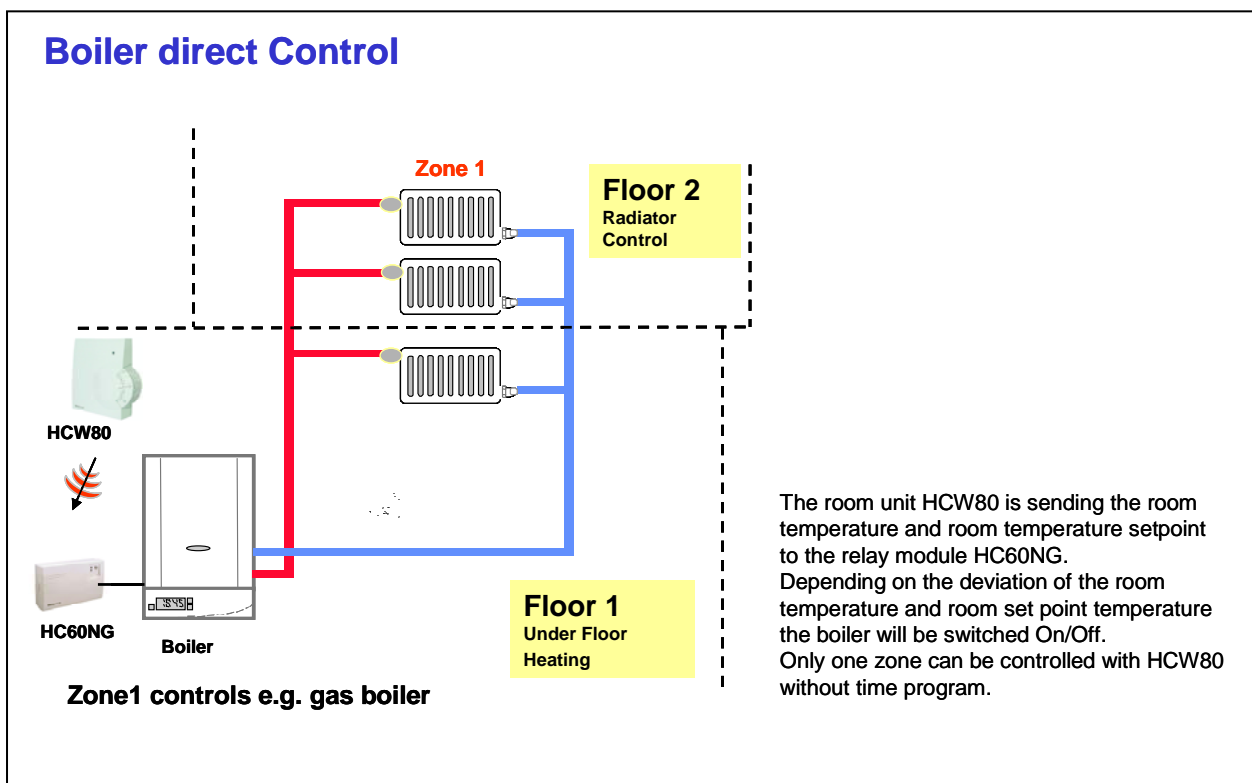 Boiler direct Control
Zone 1
Floor 2
Radiator
Control
HCW80
HC60NG
Boiler
Floor 1
Under Floor
Heating
Zone1 controls e.g. gas boiler
The room unit HCW80 is sending the room
temperature and room temperature setpoint
to the relay module HC60NG.
Depending on the deviation of the room
temperature and room set point temperature
the boiler will be switched On/Off.
Only one zone can be controlled with HCW80
without time program.